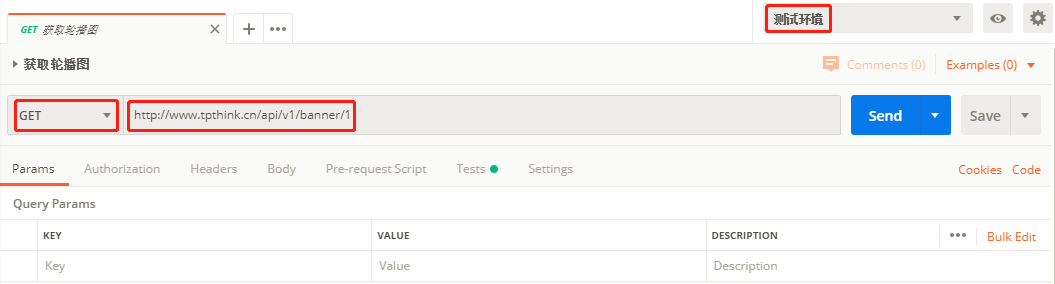 GET 获取轮播图
测试环境
获取轮播图
Comments (0) Examples (0)
GET http://www.tpthink.cn/api/v1/banner/1 Send Save
Params Authorization Headers Body Pre-request Script Tests Settings Cookies Code
Query Params
KEY VALUE DESCRIPTION ••• Bulk Edit
Key Value Description